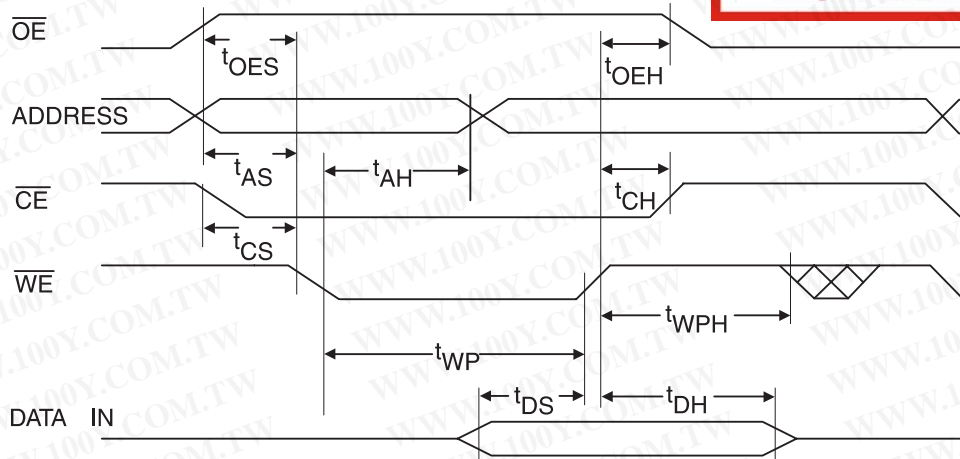 OE
tOES
tOEH
ADDRESS
tAS
tAH
CE
tCH
tCS
WE
tWPH
tWP
tDS
tDH
DATA IN
WWW.100Y.COM.TW